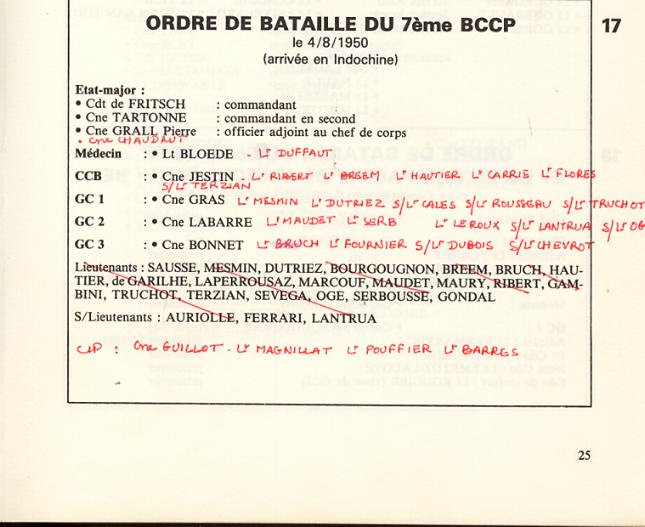 ORDRE DE BATAILLE DU 7ème BCCP 17
le 4/8/1950
(arrivée en Indochine)
Etat-major :
• Cdt de FRITSCH : commandant
• Cne TARTONNE : commandant en second
• Cne GRALL Pierre : officier adjoint au chef de corps
• Cne CHAUDRUT
Médecin : • Lt BLOEDE - Lt DUFFAUT
CCB : • Cne JESTIN - Lt RIBERT Lt BREEM Lt HAUTIER Lt CARRIE Lt FLORES
S/Lt TERZIAN
GC 1 : • Cne GRAS Lt MESMIN Lt DUTRIEZ S/Lt CALES S/Lt ROUSSEAU S/Lt TRUCHOT
GC 2 : • Cne LABARRE Lt MAUDET Lt SERB Lt LEROUX S/Lt LANTRUA S/Lt OG
GC 3 : • Cne BONNET Lt BRUCH Lt FOURNIER S/Lt DUBOIS S/Lt CHEVROT
Lieutenants : SAUSSE, MESMIN, DUTRIEZ, BOURGOUGNON, BREEM, BRUCH, HAU-
TIER, de GARILHE, LAPERROUSAZ, MARCOUF, MAUDET, MAURY, RIBERT, GAM-
BINI, TRUCHOT, TERZIAN, SEVEGA, OGE, SERBOUSSE, GONDAL
S/Lieutenants : AURIOLLE, FERRARI, LANTRUA
CIP : Cne GUILLOT - Lt MAGNILLAT Lt POUFFIER Lt BARRES
25